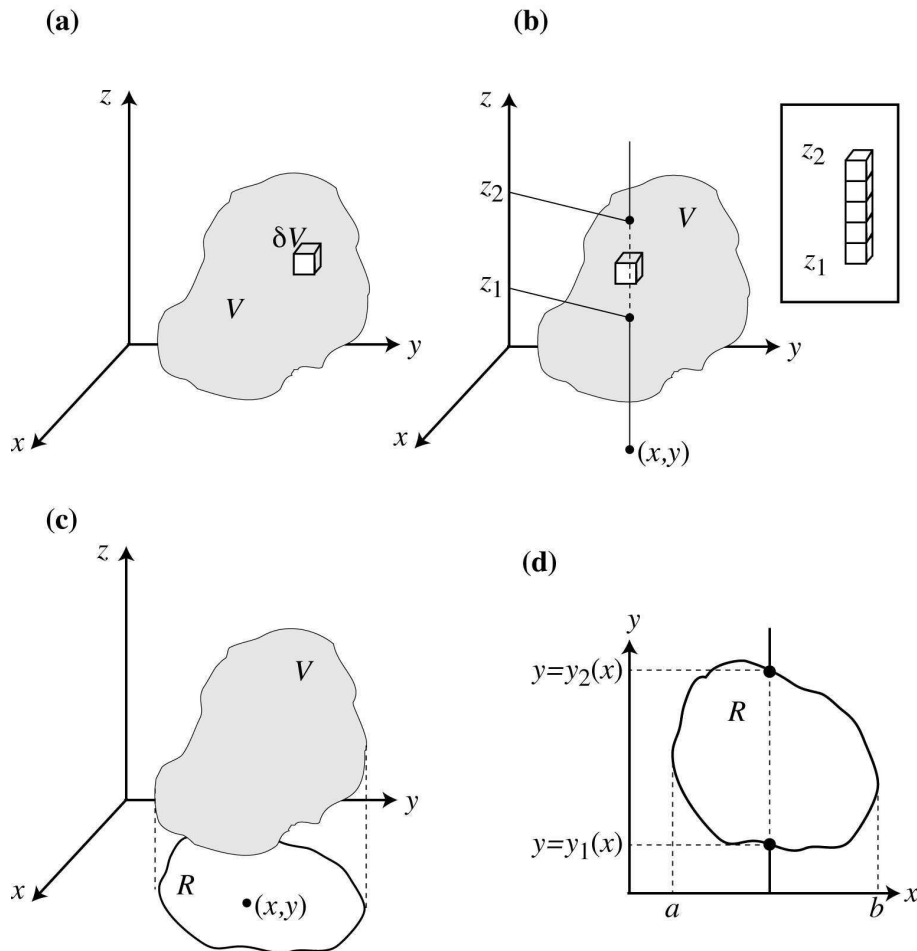 (a)
z
δV
V
y
x
(b)
z
z2
V
z1
y
x
(x,y)
z2
z1
(c)
z
V
y
x
R
(x,y)
(d)
y
y=y2(x)
R
y=y1(x)
a
b
x